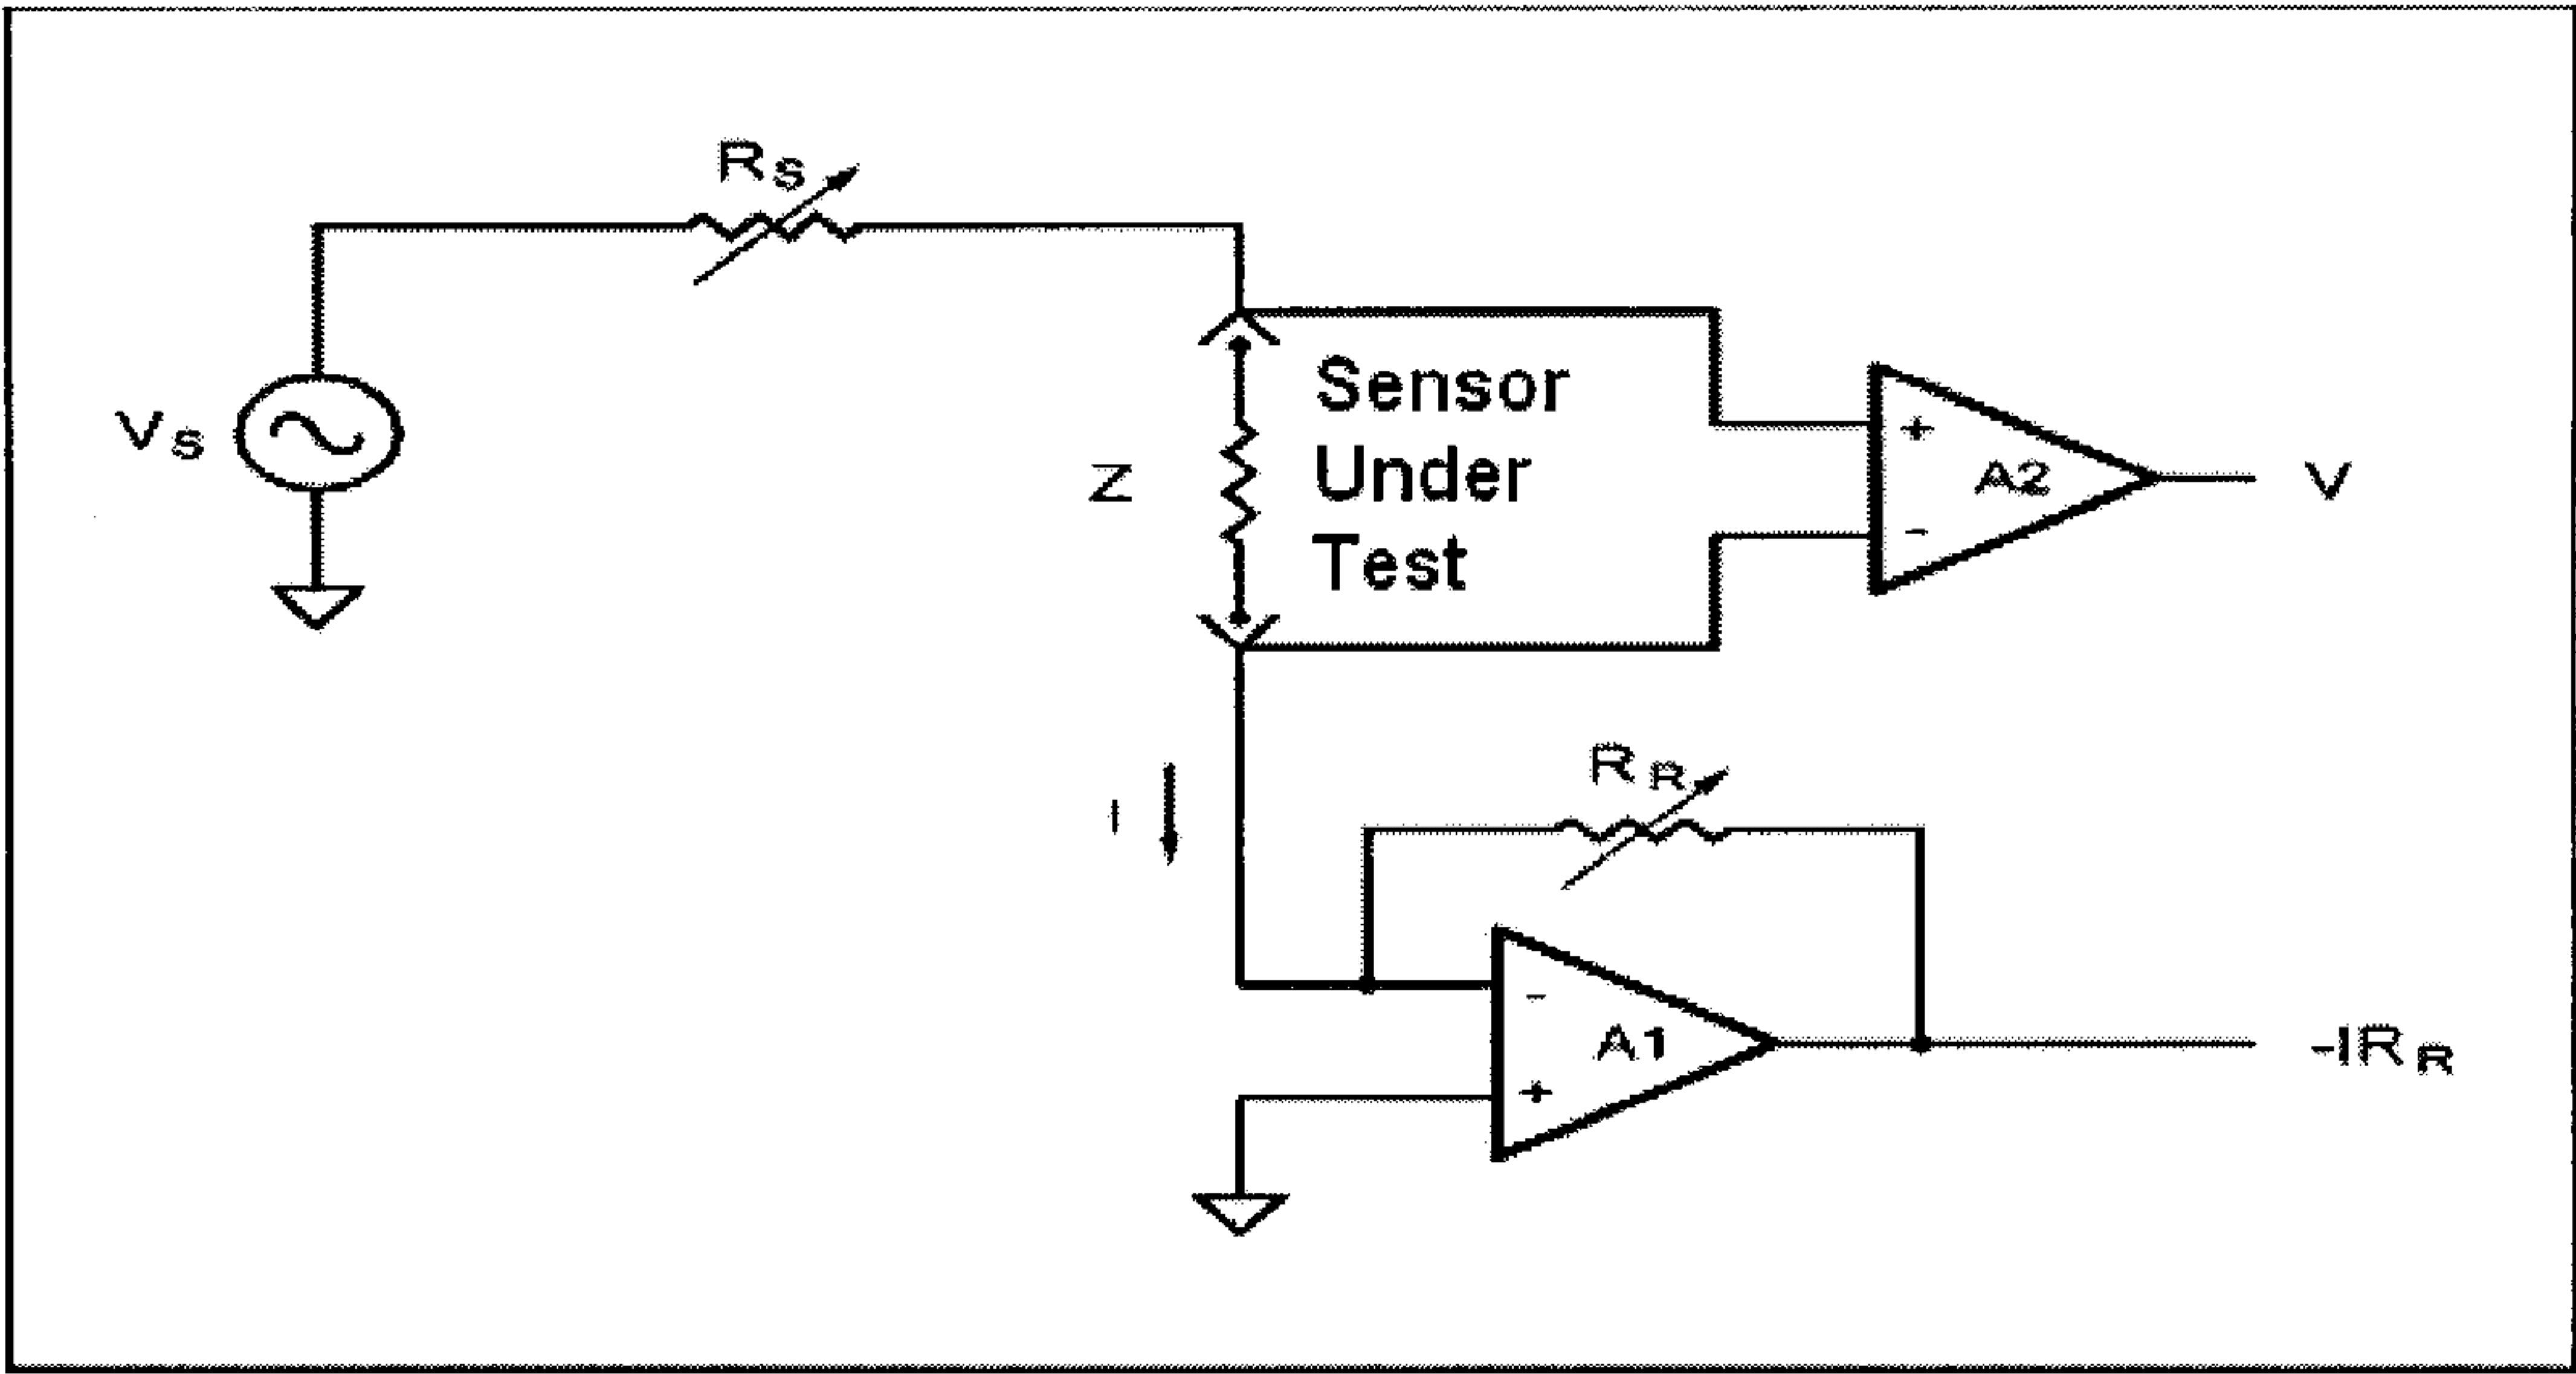 RS
VS
Z
Sensor
Under
Test
+
A2
-
V
I
RR
-
A1
+
-IRR